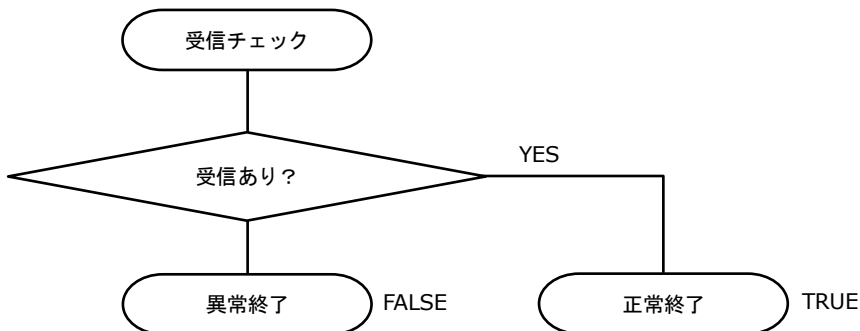 受信チェック
受信あり？
YES
異常終了
FALSE
正常終了
TRUE